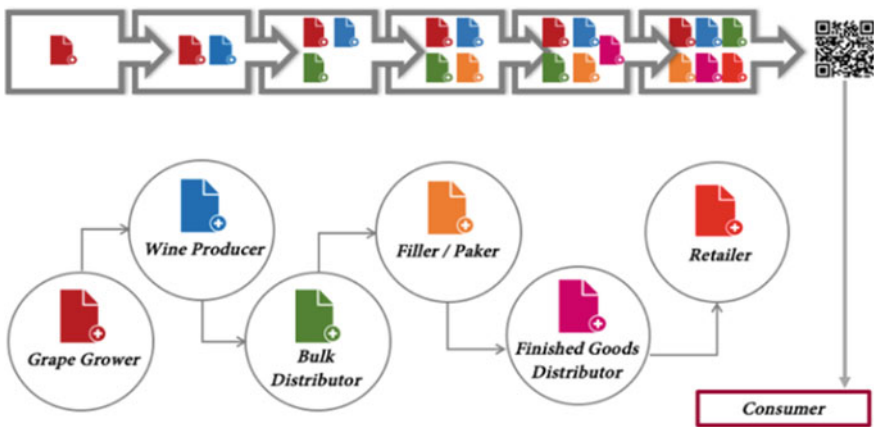 Wine Producer
Filler / Paker
Retailer
Grape Grower
Bulk
Distributor
Finished Goods
Distributor
Consumer